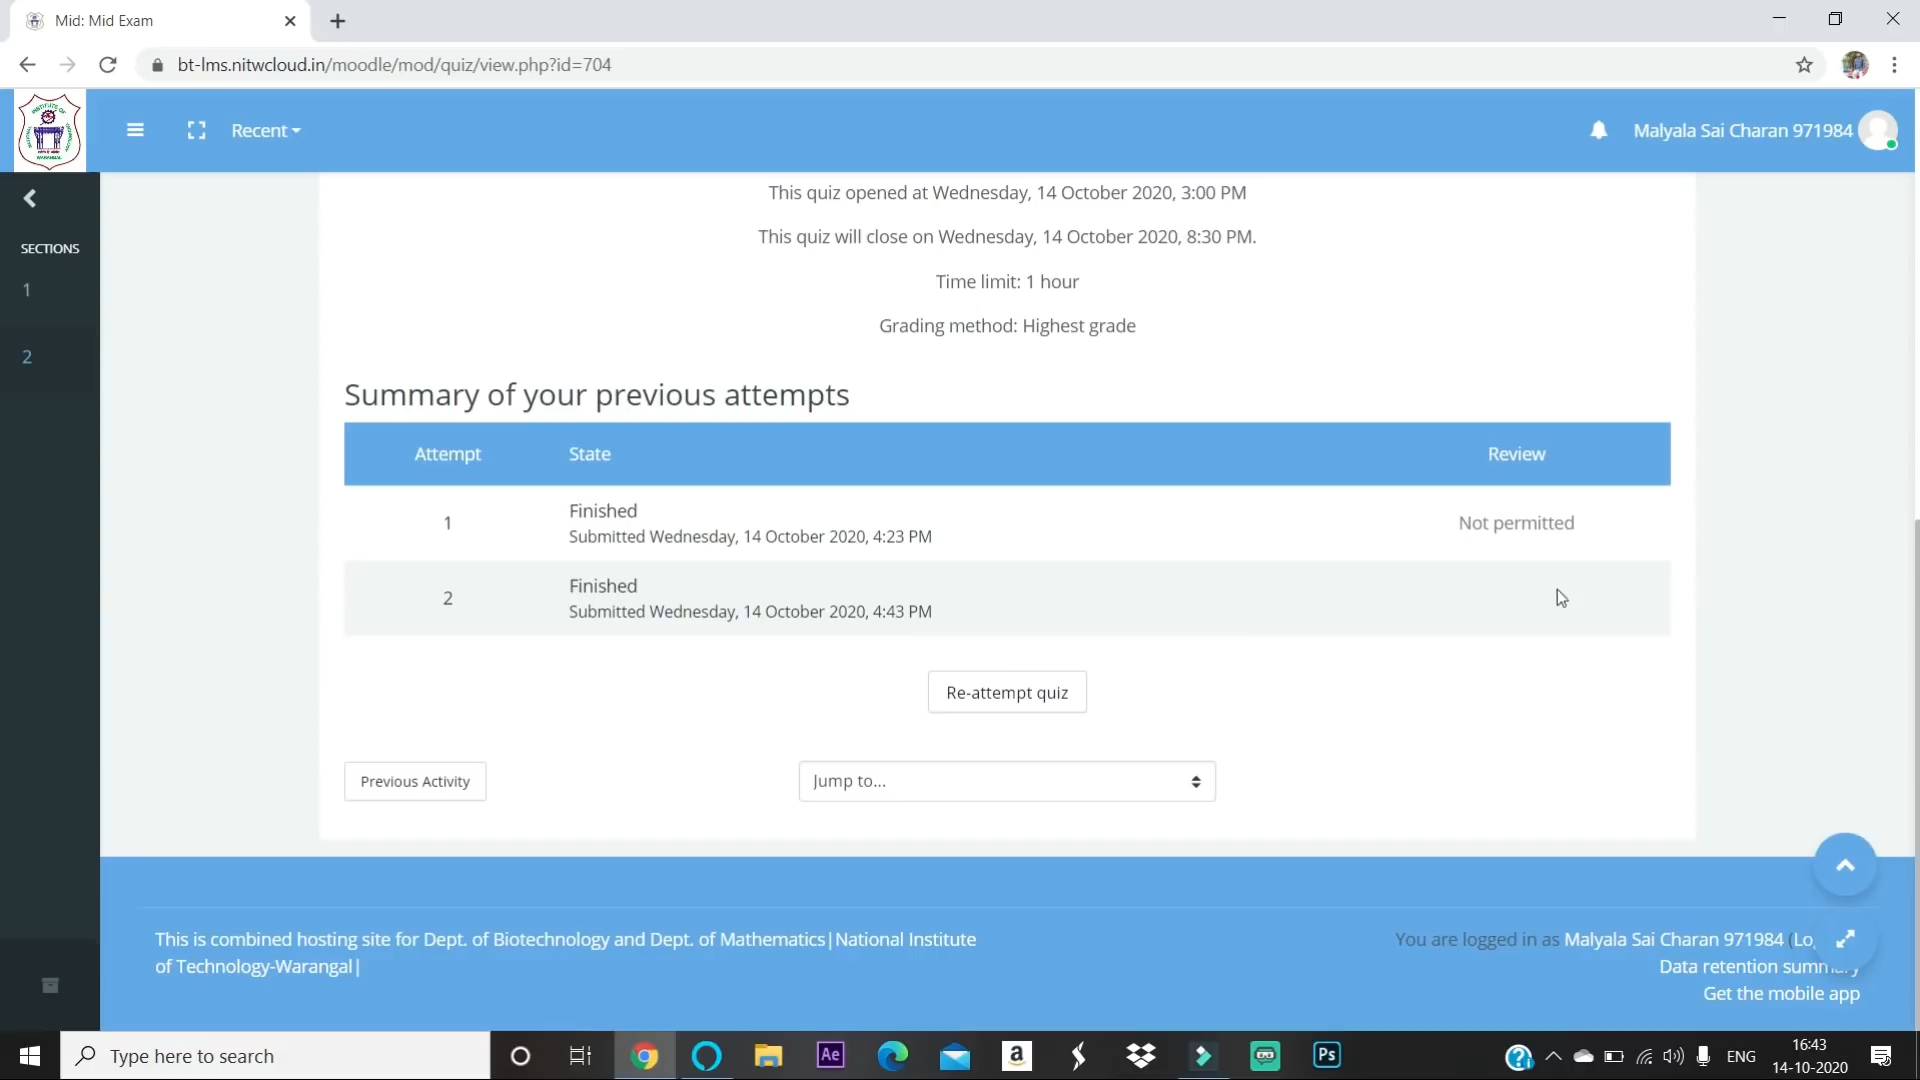 Mid: Mid Exam
bt-lms.nitwcloud.in/moodle/mod/quiz/view.php?id=704
Recent
Malyala Sai Charan 971984
SECTIONS
1
2
This quiz opened at Wednesday, 14 October 2020, 3:00 PM
This quiz will close on Wednesday, 14 October 2020, 8:30 PM.
Time limit: 1 hour
Grading method: Highest grade
Summary of your previous attempts
Attempt State Review
1 Finished Not permitted
Submitted Wednesday, 14 October 2020, 4:23 PM
2 Finished
Submitted Wednesday, 14 October 2020, 4:43 PM
Re-attempt quiz
Previous Activity
Jump to...
This is combined hosting site for Dept. of Biotechnology and Dept. of Mathematics|National Institute
of Technology-Warangal|
You are logged in as Malyala Sai Charan 971984 (Lo
Data retention summary
Get the mobile app
Type here to search
Ae
a
Ps
ENG
16:43
14-10-2020